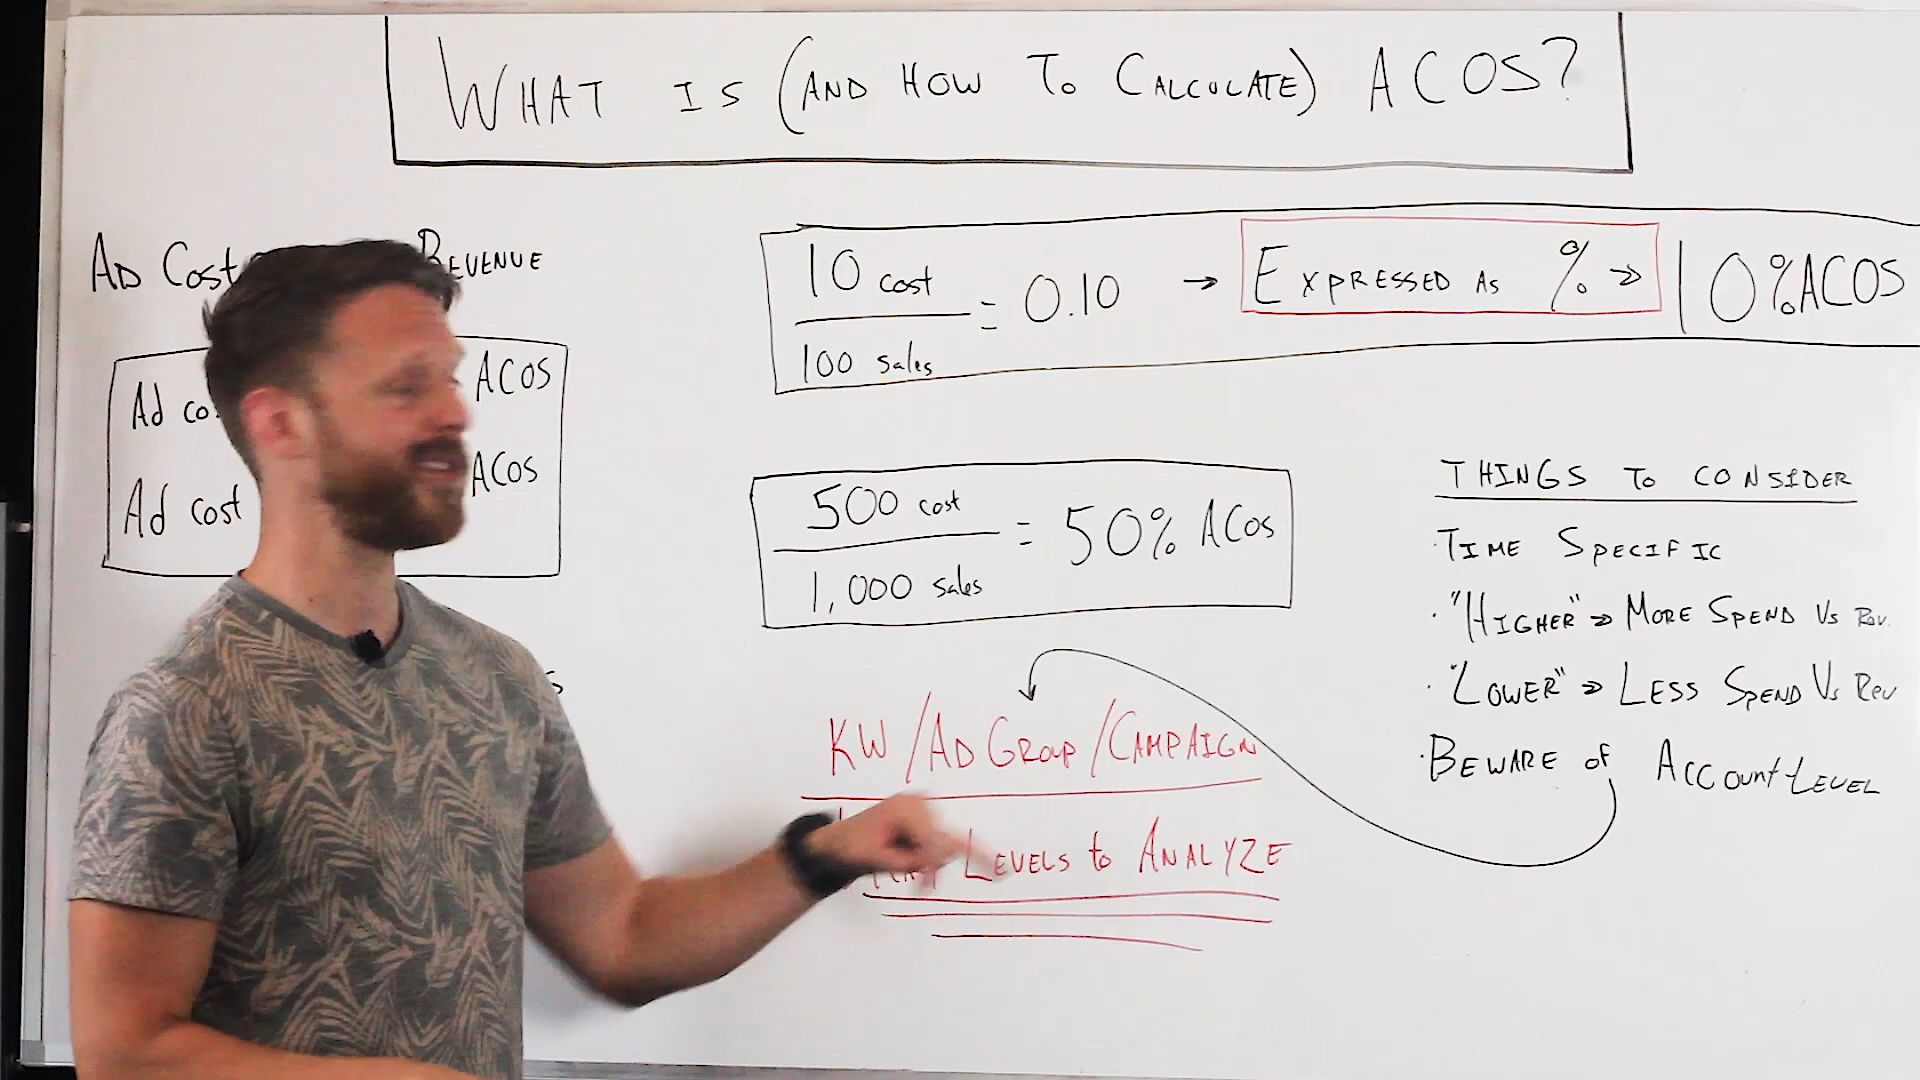 WHAT IS (AND HOW TO CALCULATE) ACOS?
AD COST REVENUE
Ad ACOS
Ad cost ACOS
10 cost
100 sales
= 0.10 → EXPRESSED AS % → 10% ACOS
500 cost
1,000 sales
= 50% ACOS
KW/AD GROUP/CAMPAIGN
LEVELS to ANALYZE
THINGS TO CONSIDER
·TIME SPECIFIC
·"HIGHER" → MORE SPEND VS REV.
·"LOWER" → LESS SPEND VS REV
·BEWARE OF ACCOUNT-LEVEL